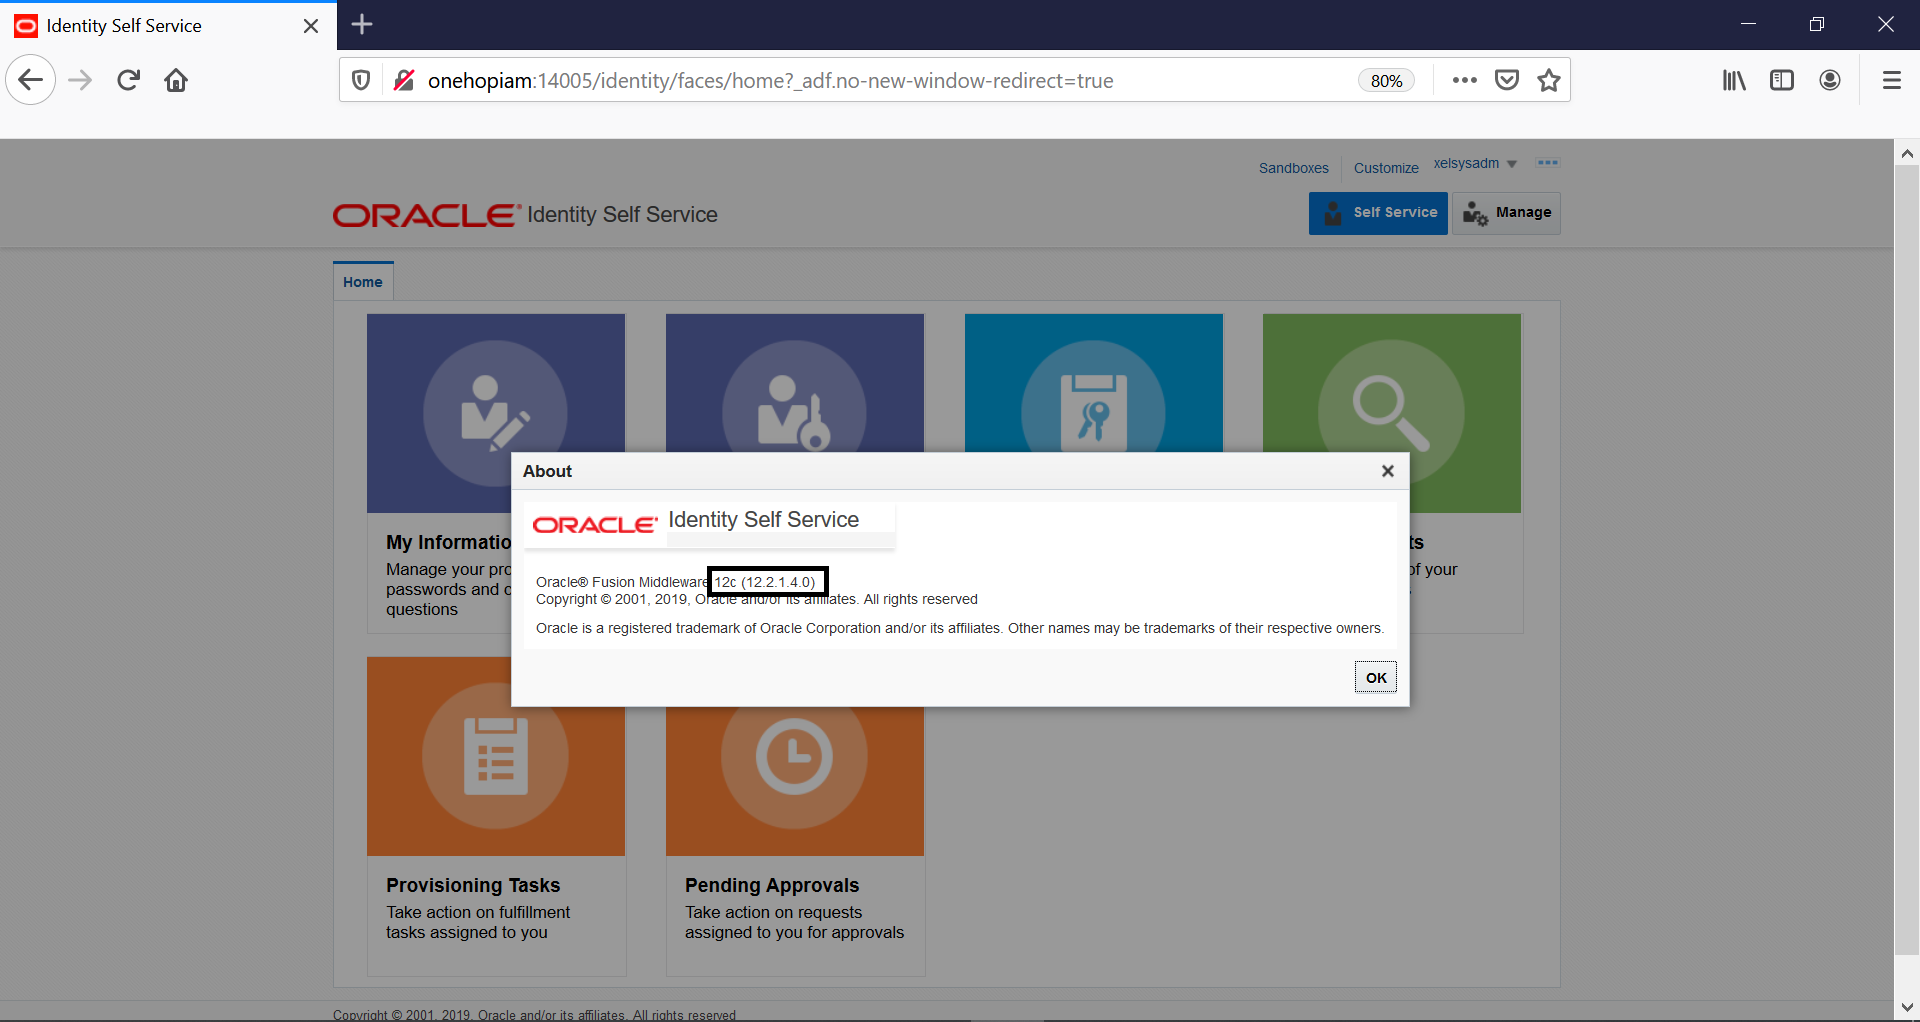 Identity Self Service
onehopiam:14005/identity/faces/home?_adf.no-new-window-redirect=true
80%
Sandboxes
Customize
xelsysadm
ORACLE® Identity Self Service
Self Service
Manage
Home
About
ORACLE® Identity Self Service
Oracle® Fusion Middleware 12c (12.2.1.4.0)
Copyright © 2001, 2019, Oracle and/or its affiliates. All rights reserved
Oracle is a registered trademark of Oracle Corporation and/or its affiliates. Other names may be trademarks of their respective owners.
OK
My Informatio
Manage your pro
passwords and c
questions
ts
of your
Provisioning Tasks
Take action on fulfillment
tasks assigned to you
Pending Approvals
Take action on requests
assigned to you for approvals
Copyright © 2001, 2019, Oracle and/or its affiliates. All rights reserved